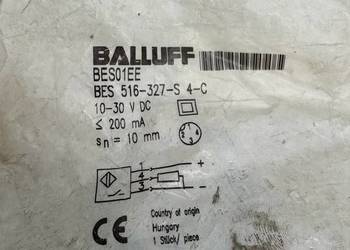 BALLUFF
BES01EE
BES 516-327-S 4-C
10-30 V DC
≤ 200 mA
sn = 10 mm
1 +
4
3 −
CE
Country of origin
Hungary
1 Stück/ piece